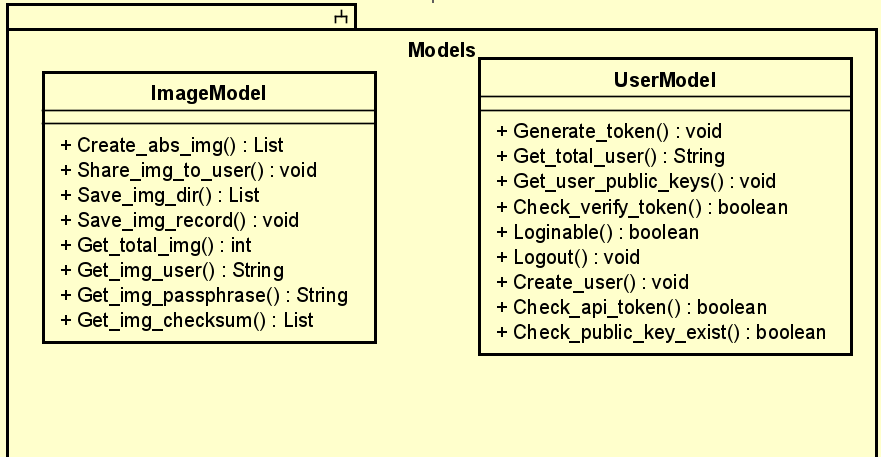 Models
ImageModel
+ Create_abs_img() : List
+ Share_img_to_user() : void
+ Save_img_dir() : List
+ Save_img_record() : void
+ Get_total_img() : int
+ Get_img_user() : String
+ Get_img_passphrase() : String
+ Get_img_checksum() : List
UserModel
+ Generate_token() : void
+ Get_total_user() : String
+ Get_user_public_keys() : void
+ Check_verify_token() : boolean
+ Loginable() : boolean
+ Logout() : void
+ Create_user() : void
+ Check_api_token() : boolean
+ Check_public_key_exist() : boolean